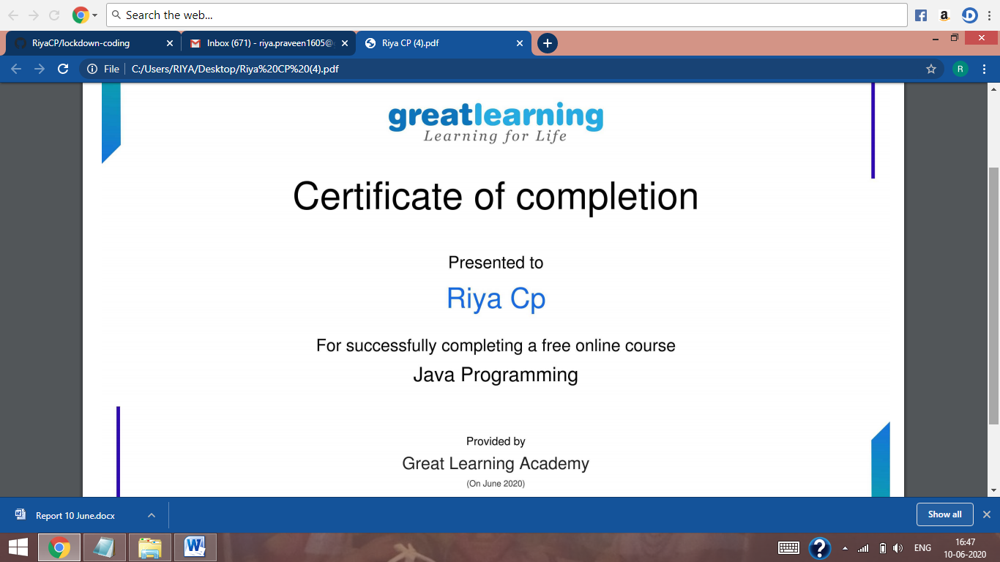 Search the web...
RiyaCP/lockdown-coding
Inbox (671) - riya.praveen1605@
Riya CP (4).pdf
File
C:/Users/RIYA/Desktop/Riya%20CP%20(4).pdf
R
greatlearning
Learning for Life
Certificate of completion
Presented to
Riya Cp
For successfully completing a free online course
Java Programming
Provided by
Great Learning Academy
(On June 2020)
Report 10 June.docx
Show all
ENG
16:47
10-06-2020